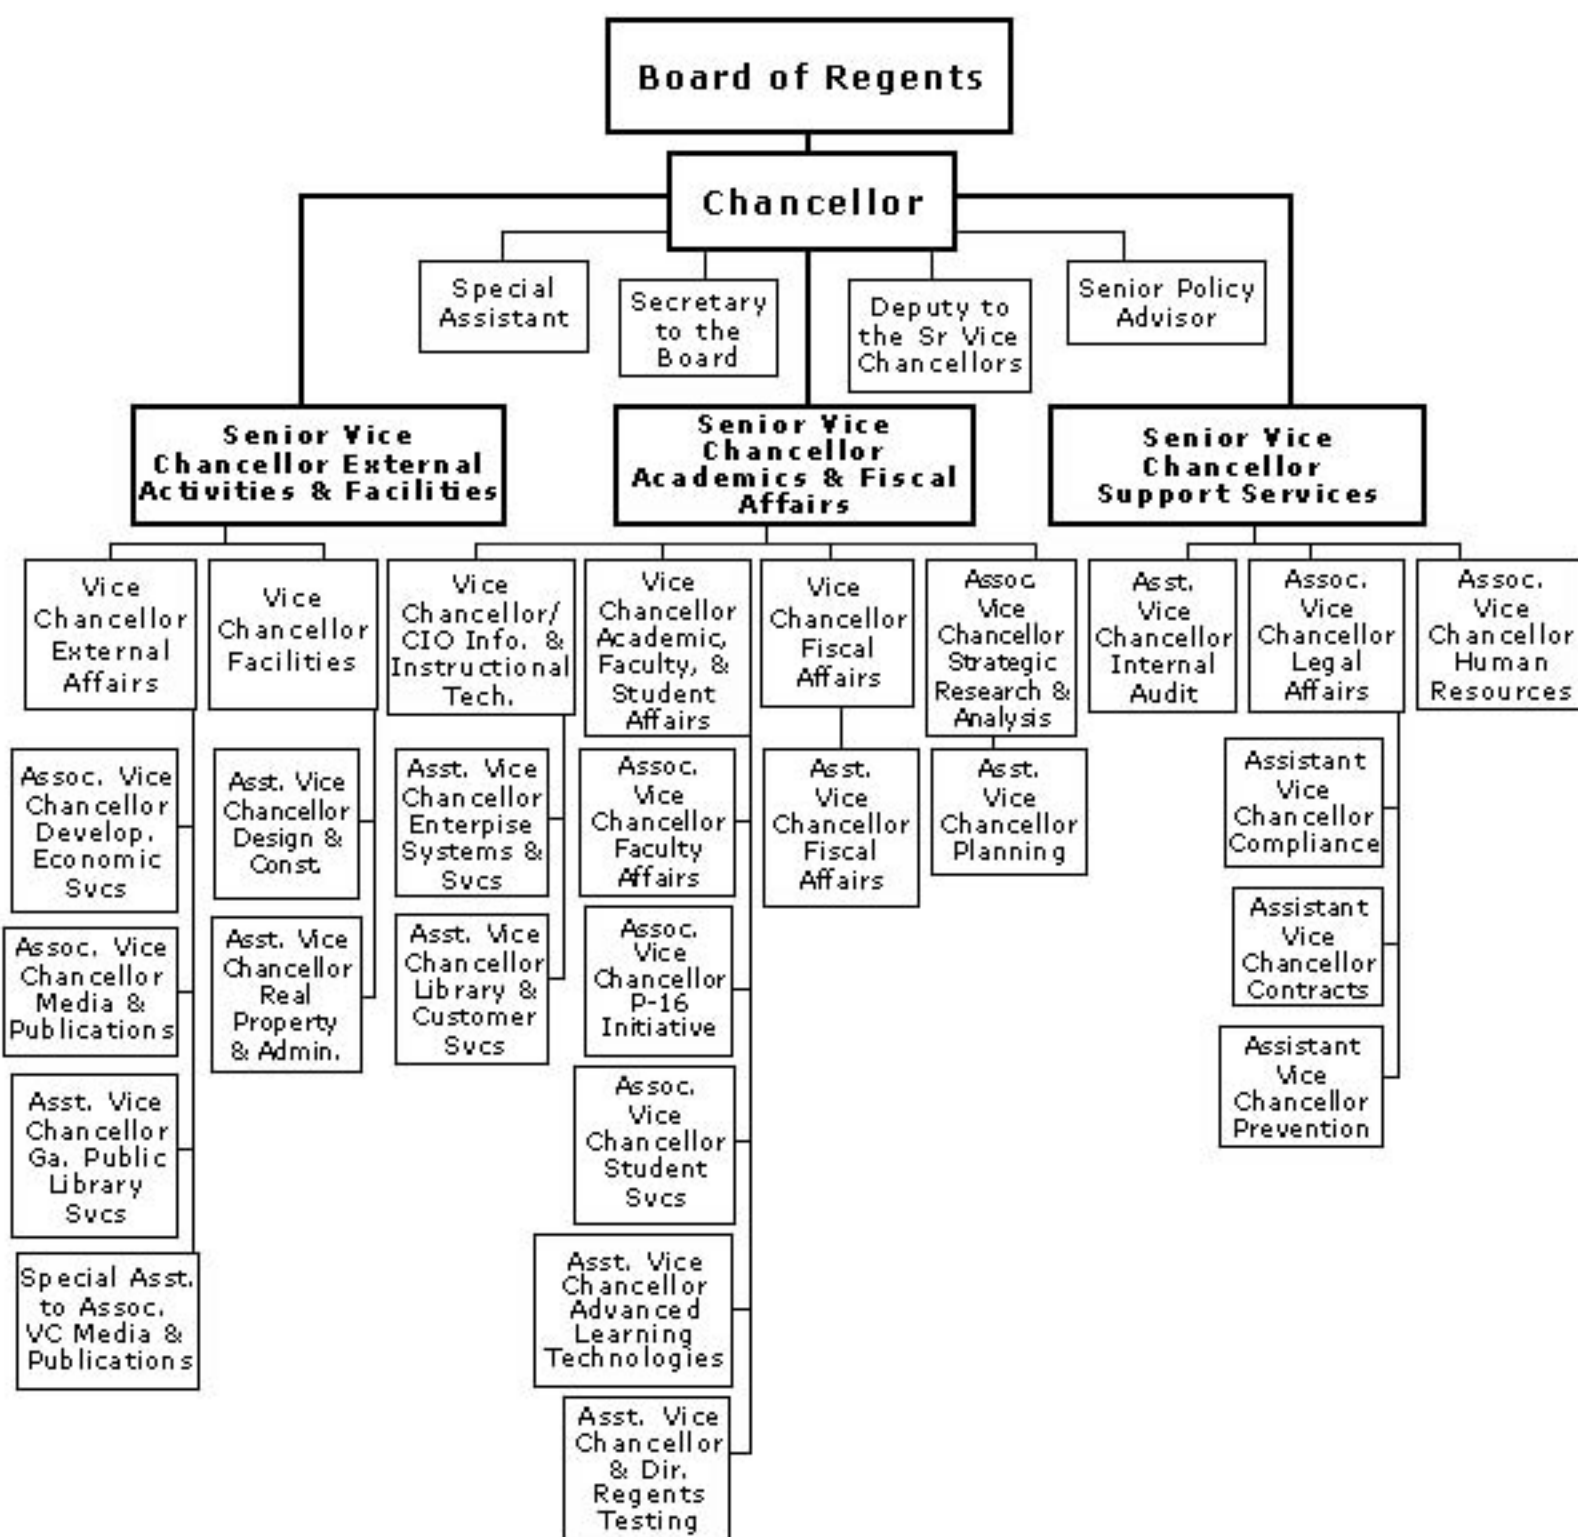 Board of Regents
Chancellor
Special
Assistant
Secretary
to the
Board
Deputy to
the Sr Vice
Chancellors
Senior Policy
Advisor
Senior Vice
Chancellor External
Activities & Facilities
Senior Vice
Chancellor
Academics & Fiscal
Affairs
Senior Vice
Chancellor
Support Services
Vice
Chancellor
External
Affairs
Vice
Chancellor
Facilities
Vice
Chancellor/
CIO Info. &
Instructional
Tech.
Vice
Chancellor
Academic,
Faculty, &
Student
Affairs
Vice
Chancellor
Fiscal
Affairs
Assoc.
Vice
Chancellor
Strategic
Research &
Analysis
Asst.
Vice
Chancellor
Internal
Audit
Assoc.
Vice
Chancellor
Legal
Affairs
Assoc.
Vice
Chancellor
Human
Resources
Assoc. Vice
Chancellor
Develop.
Economic
Svcs
Assoc. Vice
Chancellor
Media &
Publications
Asst. Vice
Chancellor
Ga. Public
Library
Svcs
Special Asst.
to Assoc.
VC Media &
Publications
Asst. Vice
Chancellor
Design &
Const.
Asst. Vice
Chancellor
Real
Property
& Admin.
Asst. Vice
Chancellor
Enterpise
Systems &
Svcs
Asst. Vice
Chancellor
Library &
Customer
Svcs
Assoc.
Vice
Chancellor
Faculty
Affairs
Assoc.
Vice
Chancellor
P-16
Initiative
Assoc.
Vice
Chancellor
Student
Svcs
Asst. Vice
Chancellor
Advanced
Learning
Technologies
Asst. Vice
Chancellor
& Dir.
Regents
Testing
Asst.
Vice
Chancellor
Fiscal
Affairs
Asst.
Vice
Chancellor
Planning
Assistant
Vice
Chancellor
Compliance
Assistant
Vice
Chancellor
Contracts
Assistant
Vice
Chancellor
Prevention